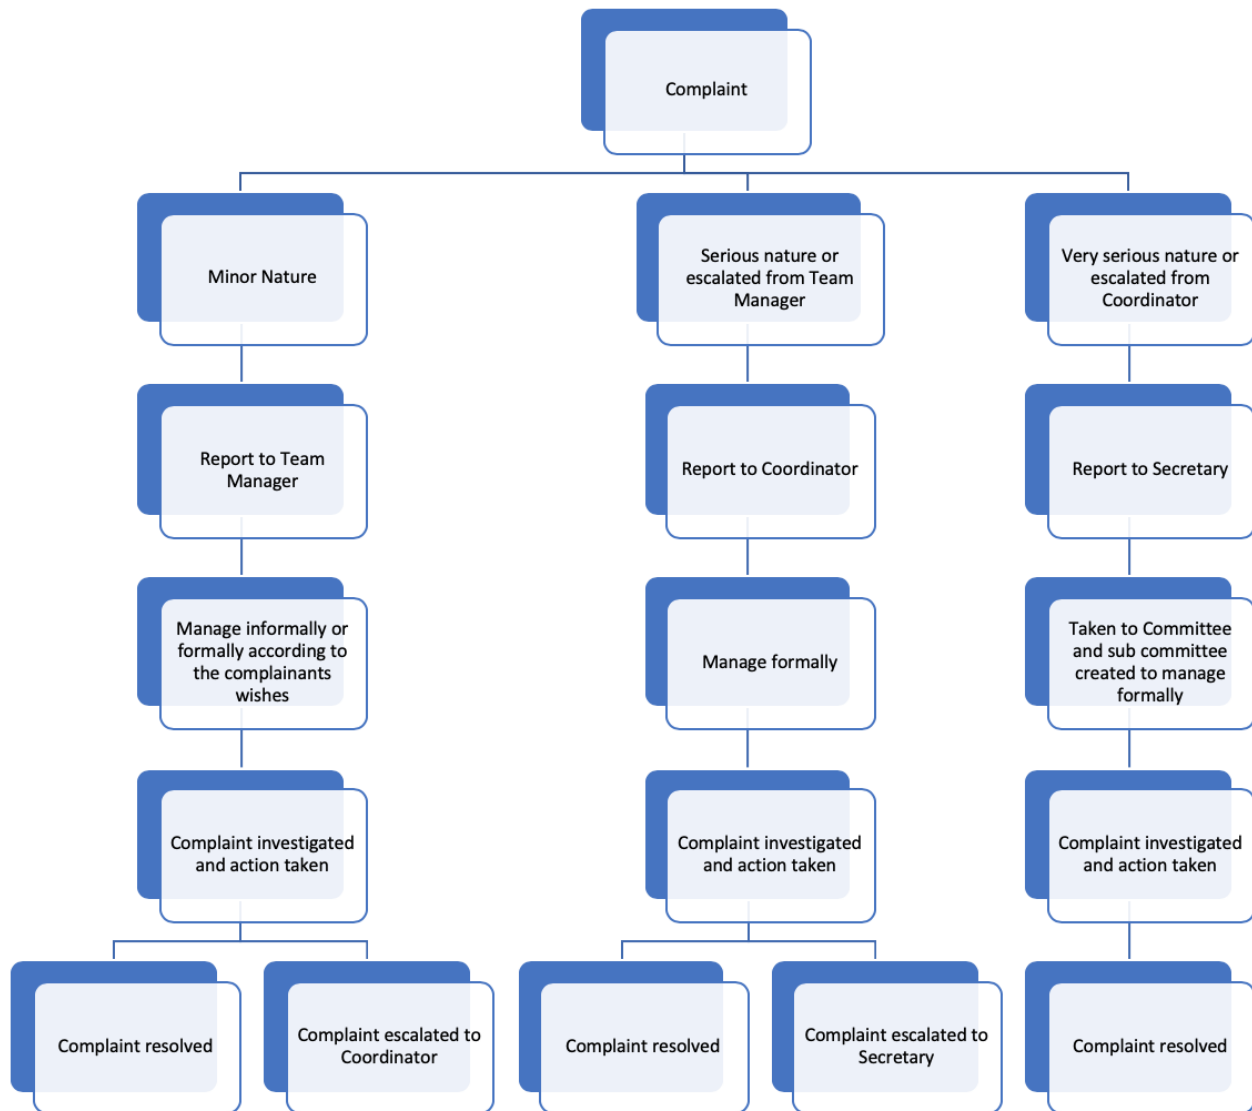 Complaint
Minor Nature
Serious nature or
escalated from Team
Manager
Very serious nature or
escalated from
Coordinator
Report to Team
Manager
Report to Coordinator
Report to Secretary
Manage informally or
formally according to
the complainants
wishes
Manage formally
Taken to Committee
and sub committee
created to manage
formally
Complaint investigated
and action taken
Complaint investigated
and action taken
Complaint investigated
and action taken
Complaint resolved
Complaint escalated to
Coordinator
Complaint resolved
Complaint escalated to
Secretary
Complaint resolved